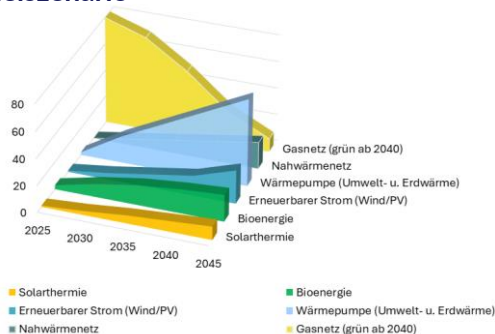 80
60
40
20
0
2025
2030
2035
2040
2045
Gasnetz (grün ab 2040)
Nahwärmenetz
Wärmepumpe (Umwelt- u. Erdwärme)
Erneuerbarer Strom (Wind/PV)
Bioenergie
Solarthermie
Solarthermie
Bioenergie
Erneuerbarer Strom (Wind/PV)
Wärmepumpe (Umwelt- u. Erdwärme)
Nahwärmenetz
Gasnetz (grün ab 2040)